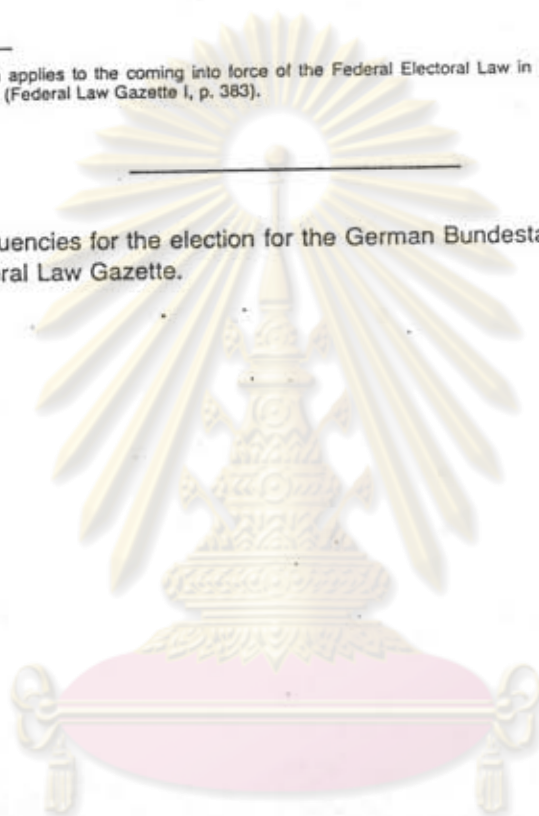 applies to the coming into force of the Federal Electoral Law in
(Federal Law Gazette I, p. 383).
uencies for the election for the German Bundesta
ral Law Gazette.